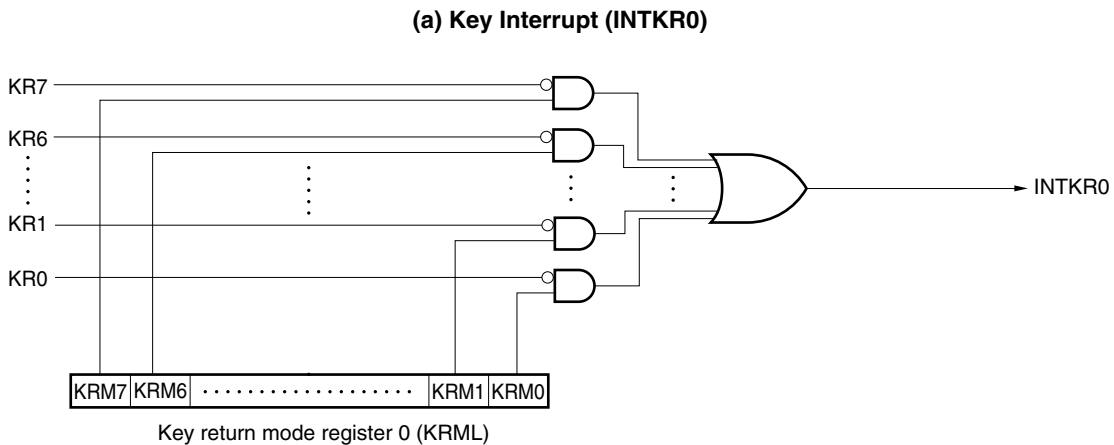 (a) Key Interrupt (INTKR0)
KR7
KR6
KR1
KR0
INTKR0
KRM7 KRM6 KRM1 KRM0
Key return mode register 0 (KRML)